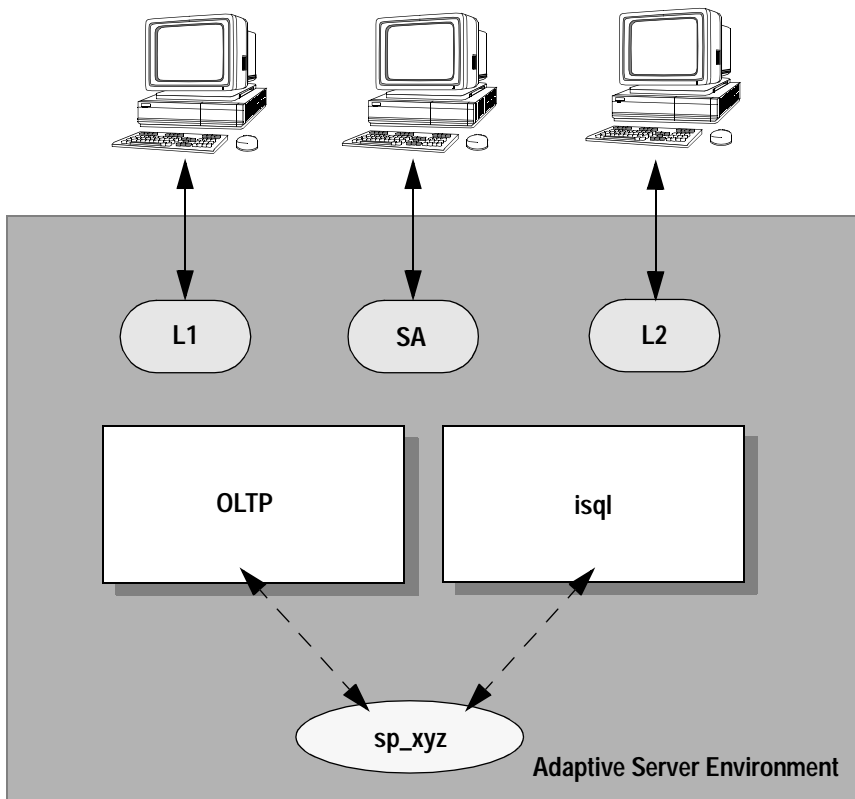 L1
SA
L2
OLTP
isql
sp_xyz
Adaptive Server Environment